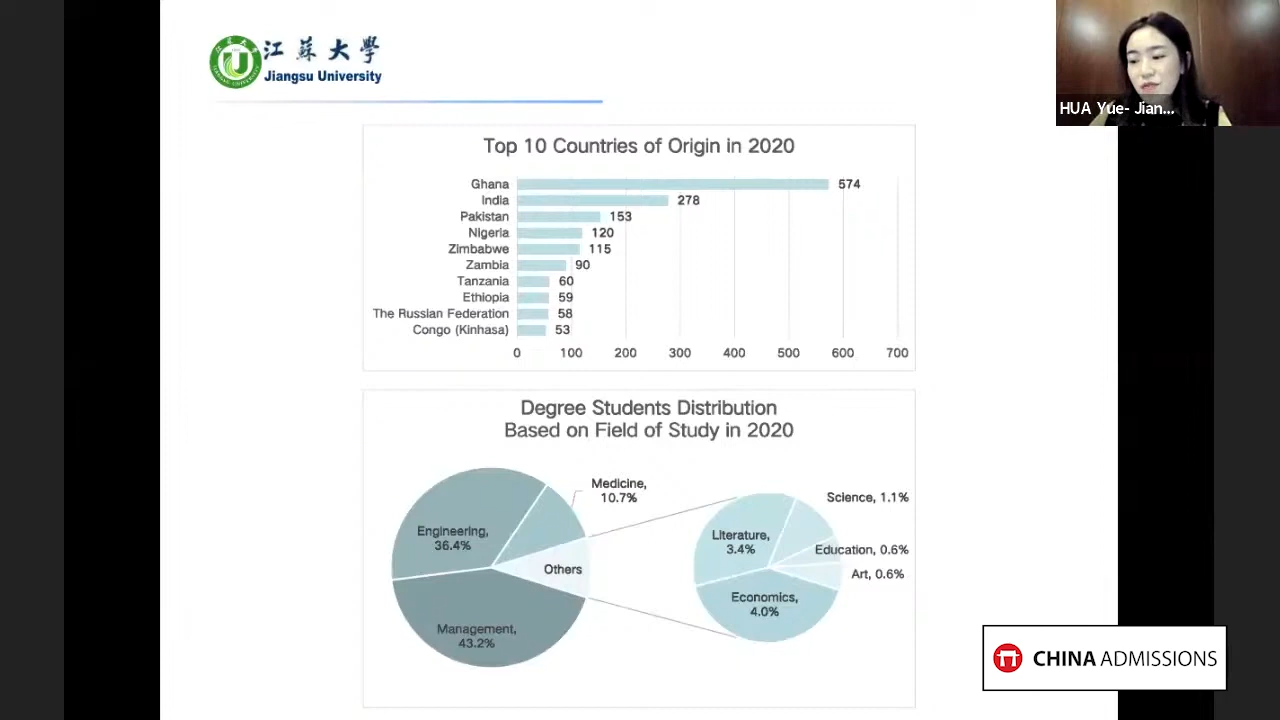 江蘇大學
Jiangsu University
HUA Yue- Jian...
Top 10 Countries of Origin in 2020
Ghana 574
India 278
Pakistan 153
Nigeria 120
Zimbabwe 115
Zambia 90
Tanzania 60
Ethiopia 59
The Russian Federation 58
Congo (Kinhasa) 53
0 100 200 300 400 500 600 700
Degree Students Distribution
Based on Field of Study in 2020
Medicine,
10.7%
Engineering,
36.4%
Others
Management,
43.2%
Science, 1.1%
Literature,
3.4%
Education, 0.6%
Art, 0.6%
Economics,
4.0%
CHINA ADMISSIONS